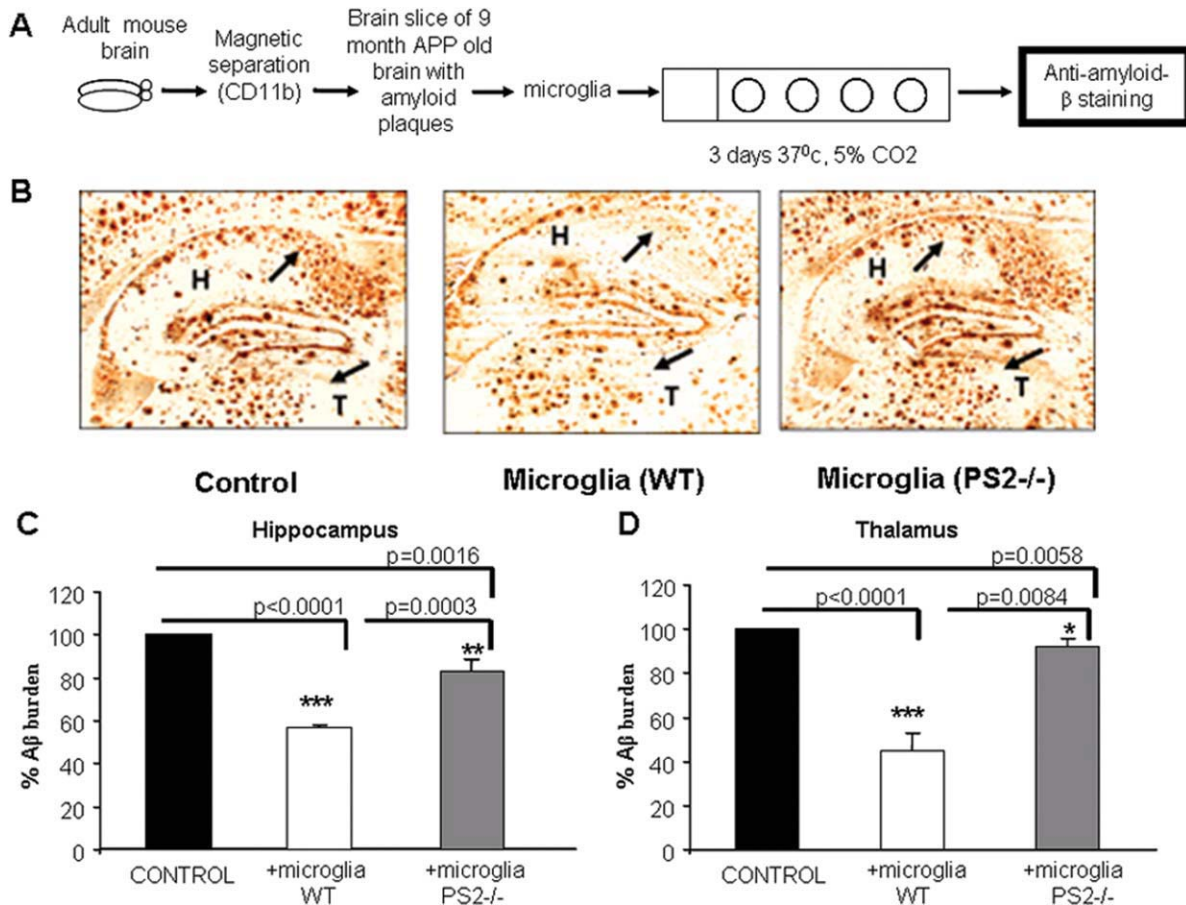 A
Adult mouse
brain
Magnetic
separation
(CD11b)
Brain slice of 9
month APP old
brain with
amyloid
plaques
microglia
3 days 37⁰c, 5% CO2
Anti-amyloid-
β staining
B
H
T
H
T
H
T
Control
Microglia (WT)
Microglia (PS2-/-)
C
Hippocampus
p=0.0016
p<0.0001
p=0.0003
% Aβ burden
120
100
80
60
40
20
0
***
**
CONTROL
+microglia
WT
+microglia
PS2-/-
D
Thalamus
p=0.0058
p<0.0001
p=0.0084
% Aβ burden
120
100
80
60
40
20
0
***
*
CONTROL
+microglia
WT
+microglia
PS2-/-